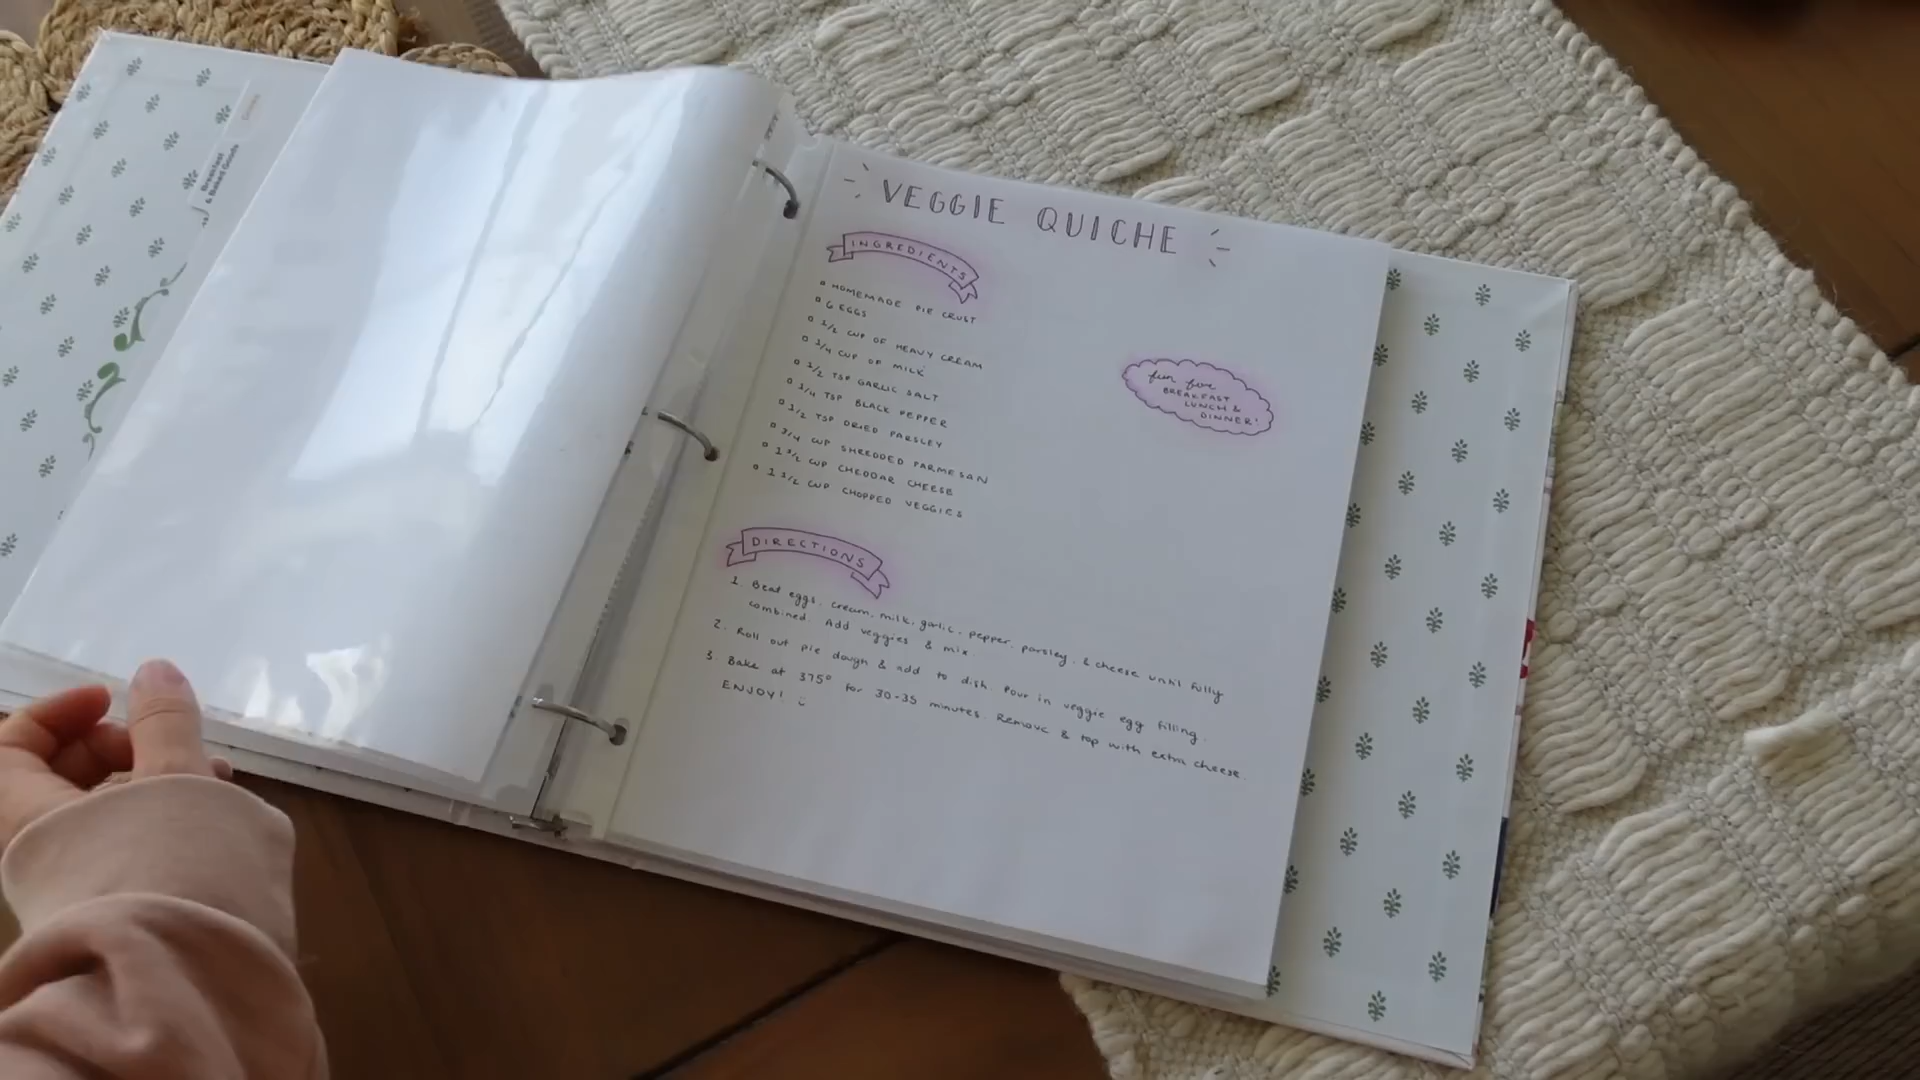 Breakfast
& Baked Goods
VEGGIE QUICHE
INGREDIENTS
HOMEMADE PIE CRUST
6 EGGS
1/2 CUP OF HEAVY CREAM
1/4 CUP OF MILK
1/2 TSP GARLIC SALT
1/4 TSP BLACK PEPPER
1/2 TSP DRIED PARSLEY
3/4 CUP SHREDDED PARMESAN
1 1/2 CUP CHEDDAR CHEESE
1 1/2 CUP CHOPPED VEGGIES
fun for
BREAKFAST
LUNCH &
DINNER!
DIRECTIONS
1. Beat eggs, cream, milk, garlic, pepper, parsley, & cheese until fully
combined. Add veggies & mix.
2. Roll out pie dough & add to dish. Pour in veggie egg filling.
3. Bake at 375° for 30-35 minutes. Remove & top with extra cheese.
ENJOY! :)